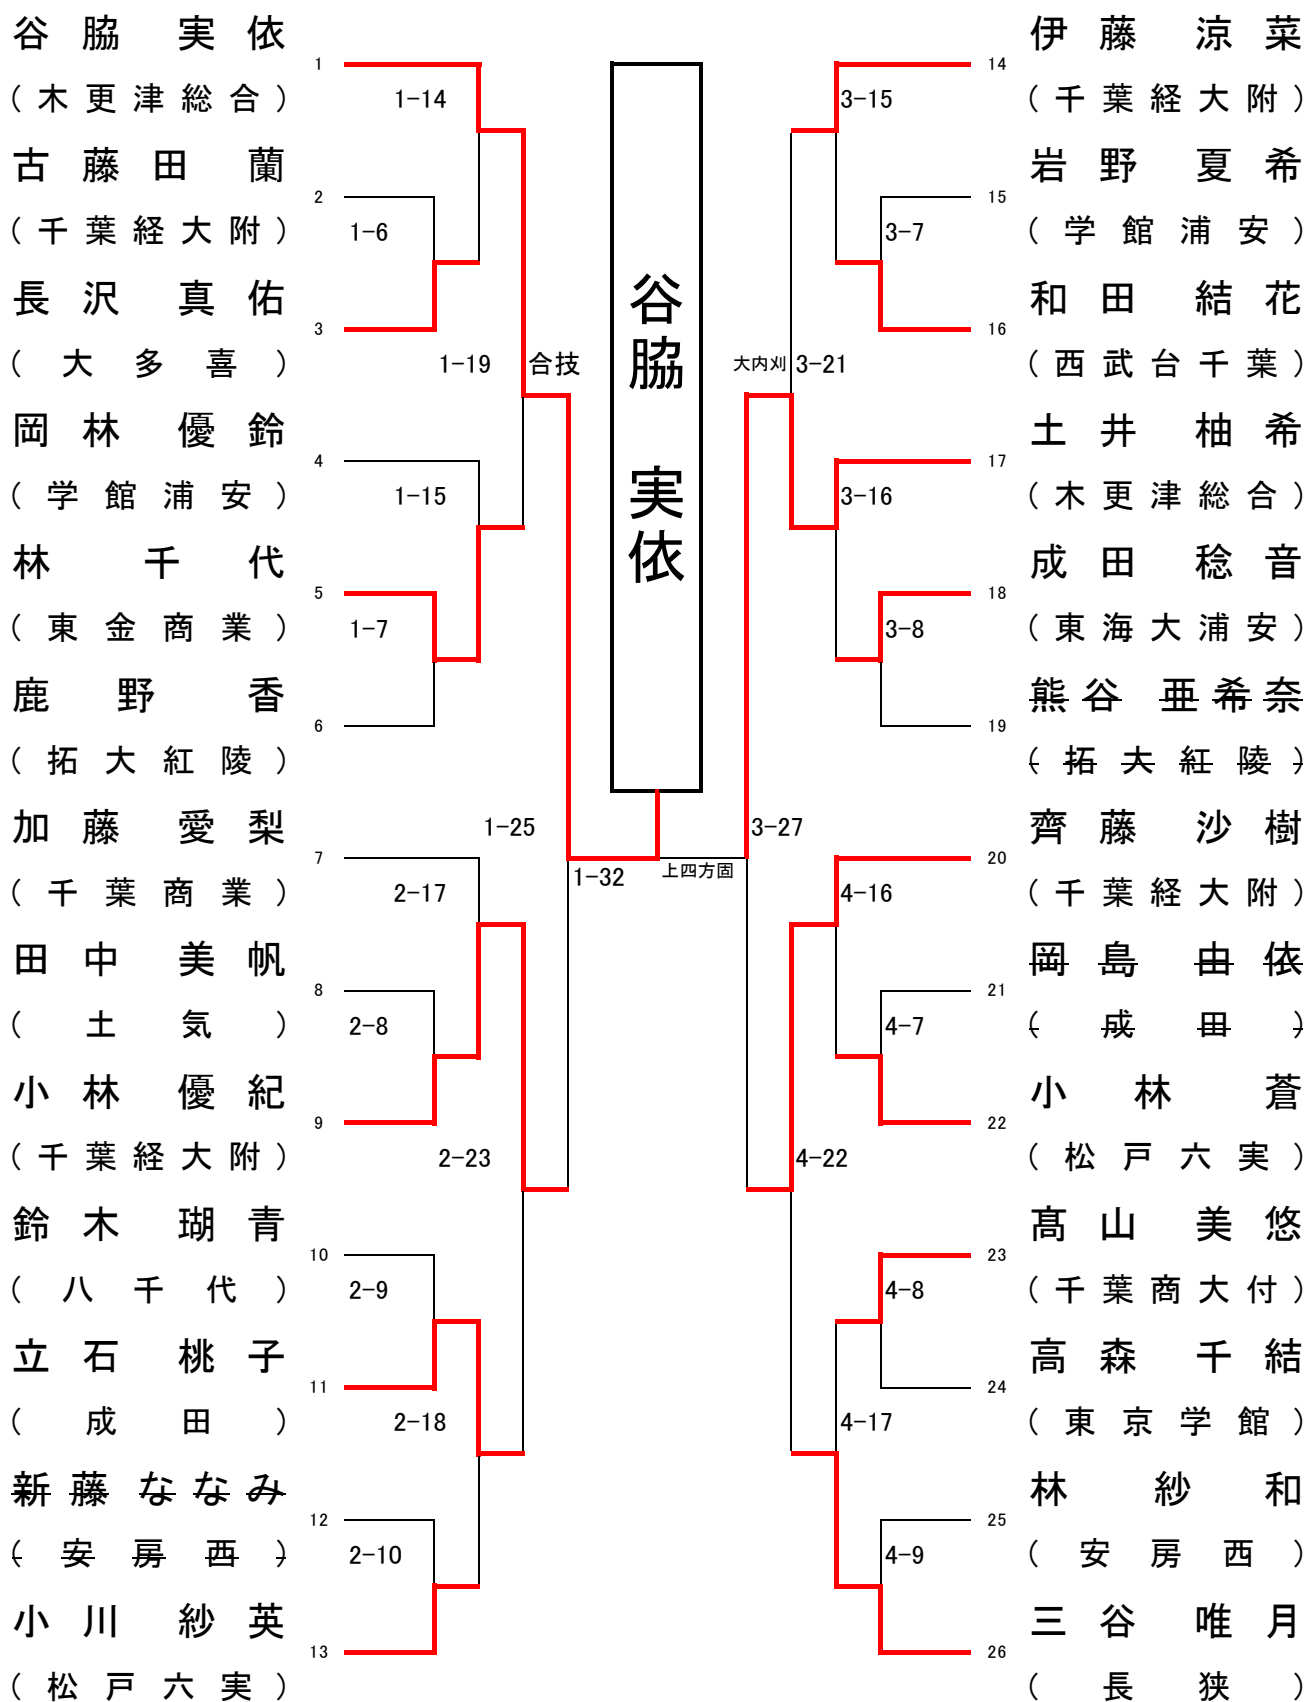 谷脇 実依
1
(木更津総合)
1-14
古藤田 蘭
2
(千葉経大附)
1-6
長沢 真佑
3
(大多喜)
1-19
合技
岡林 優鈴
4
(学館浦安)
1-15
林 千代
5
(東金商業)
1-7
鹿野 香
6
(拓大紅陵)
加藤 愛梨
1-25
7
(千葉商業)
2-17
1-32
田中 美帆
8
(土気)
2-8
小林 優紀
9
(千葉経大附)
2-23
鈴木 瑚青
10
(八千代)
2-9
立石 桃子
11
(成田)
2-18
新藤 ななみ
12
(安房西)
2-10
小川 紗英
13
(松戸六実)
谷脇 実依
上四方固
伊藤 涼菜
14
(千葉経大附)
3-15
岩野 夏希
15
(学館浦安)
3-7
和田 結花
16
(西武台千葉)
大内刈
3-21
土井 柚希
17
(木更津総合)
3-16
成田 稔音
18
(東海大浦安)
3-8
熊谷 亜希奈
19
(拓大紅陵)
齊藤 沙樹
3-27
20
(千葉経大附)
4-16
岡島 由依
21
(成田)
4-7
小林 蒼
22
(松戸六実)
4-22
髙山 美悠
23
(千葉商大付)
4-8
高森 千結
24
(東京学館)
4-17
林 紗和
25
(安房西)
4-9
三谷 唯月
26
(長狭)